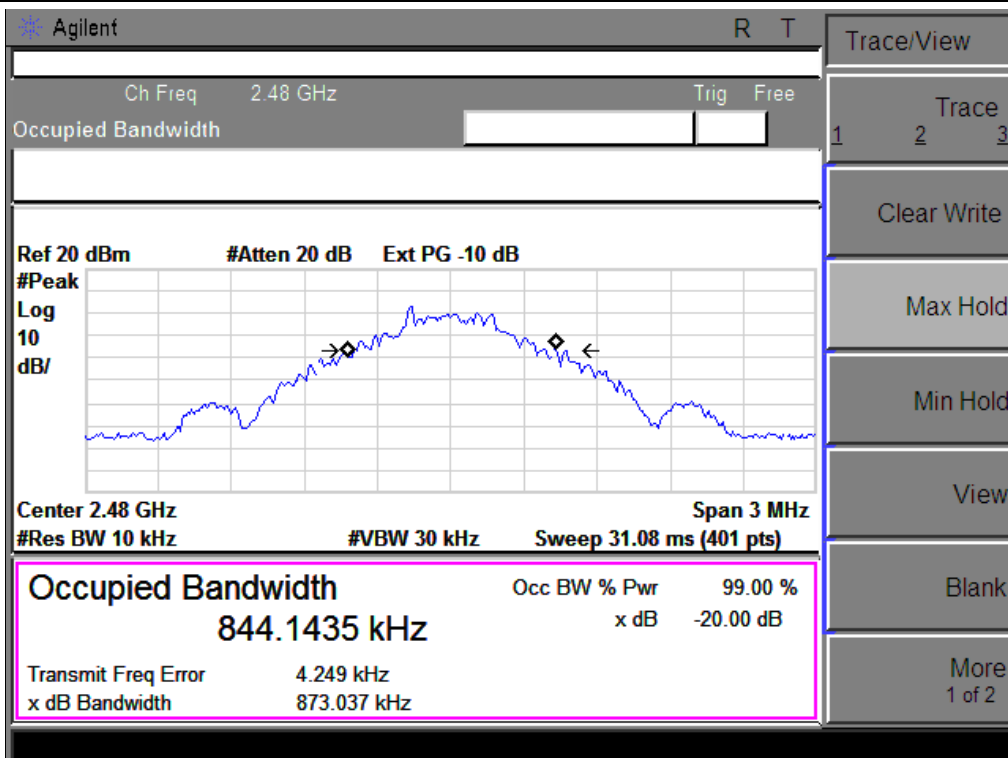 Agilent R T
Ch Freq 2.48 GHz Trig Free
Occupied Bandwidth
Ref 20 dBm #Atten 20 dB Ext PG -10 dB
#Peak
Log
10
dB/
Center 2.48 GHz Span 3 MHz
#Res BW 10 kHz #VBW 30 kHz Sweep 31.08 ms (401 pts)
Occupied Bandwidth Occ BW % Pwr 99.00 %
844.1435 kHz x dB -20.00 dB
Transmit Freq Error 4.249 kHz
x dB Bandwidth 873.037 kHz
Trace/View
Trace
1 2 3
Clear Write
Max Hold
Min Hold
View
Blank
More
1 of 2